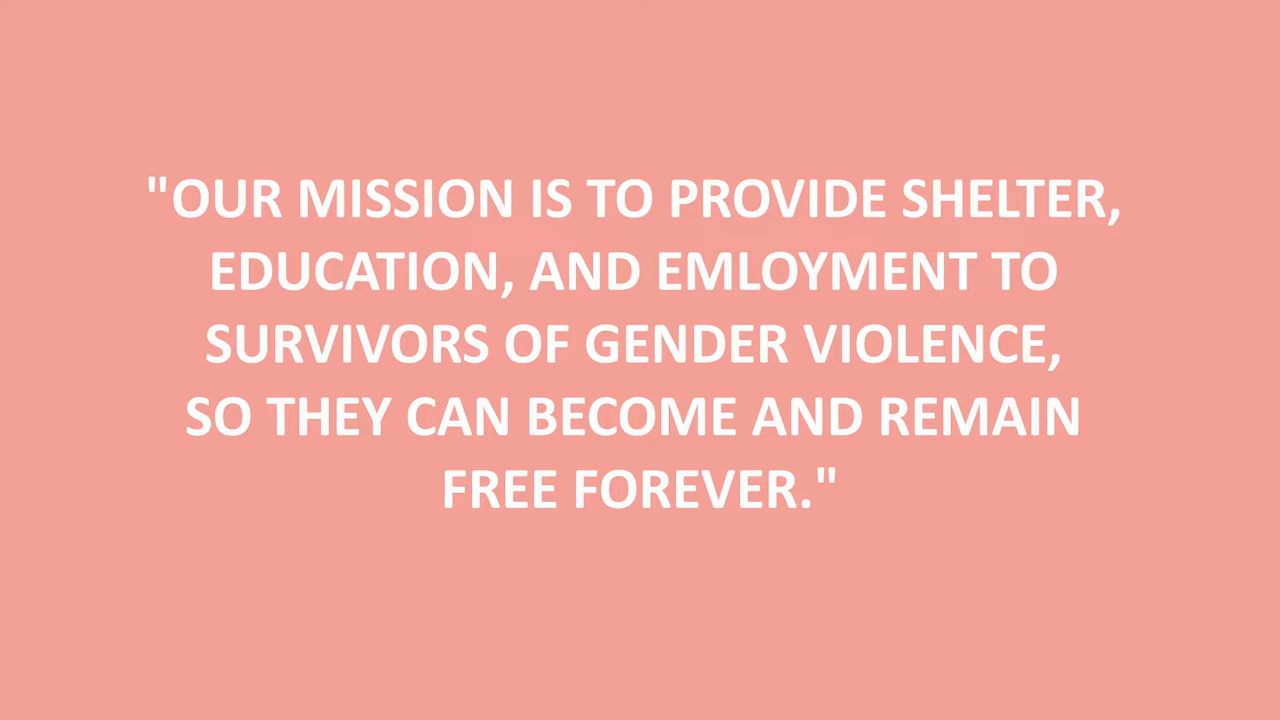 "OUR MISSION IS TO PROVIDE SHELTER,
EDUCATION, AND EMLOYMENT TO
SURVIVORS OF GENDER VIOLENCE,
SO THEY CAN BECOME AND REMAIN
FREE FOREVER."